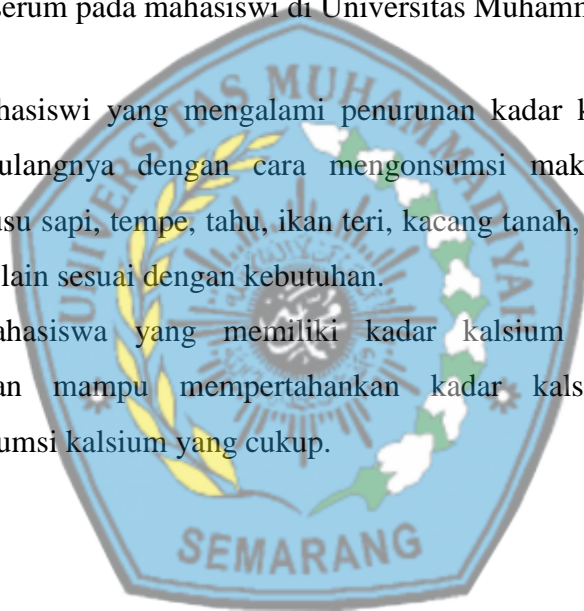 serum pada mahasiswi di Universitas Muhamm
hasiswi yang mengalami penurunan kadar k
ulangnya dengan cara mengonsumsi mak
usu sapi, tempe, tahu, ikan teri, kacang tanah,
lain sesuai dengan kebutuhan.
ahasiswa yang memiliki kadar kalsium
an mampu mempertahankan kadar kals
umsi kalsium yang cukup.
UNIVERSITAS MUHAMMADIYAH
SEMARANG